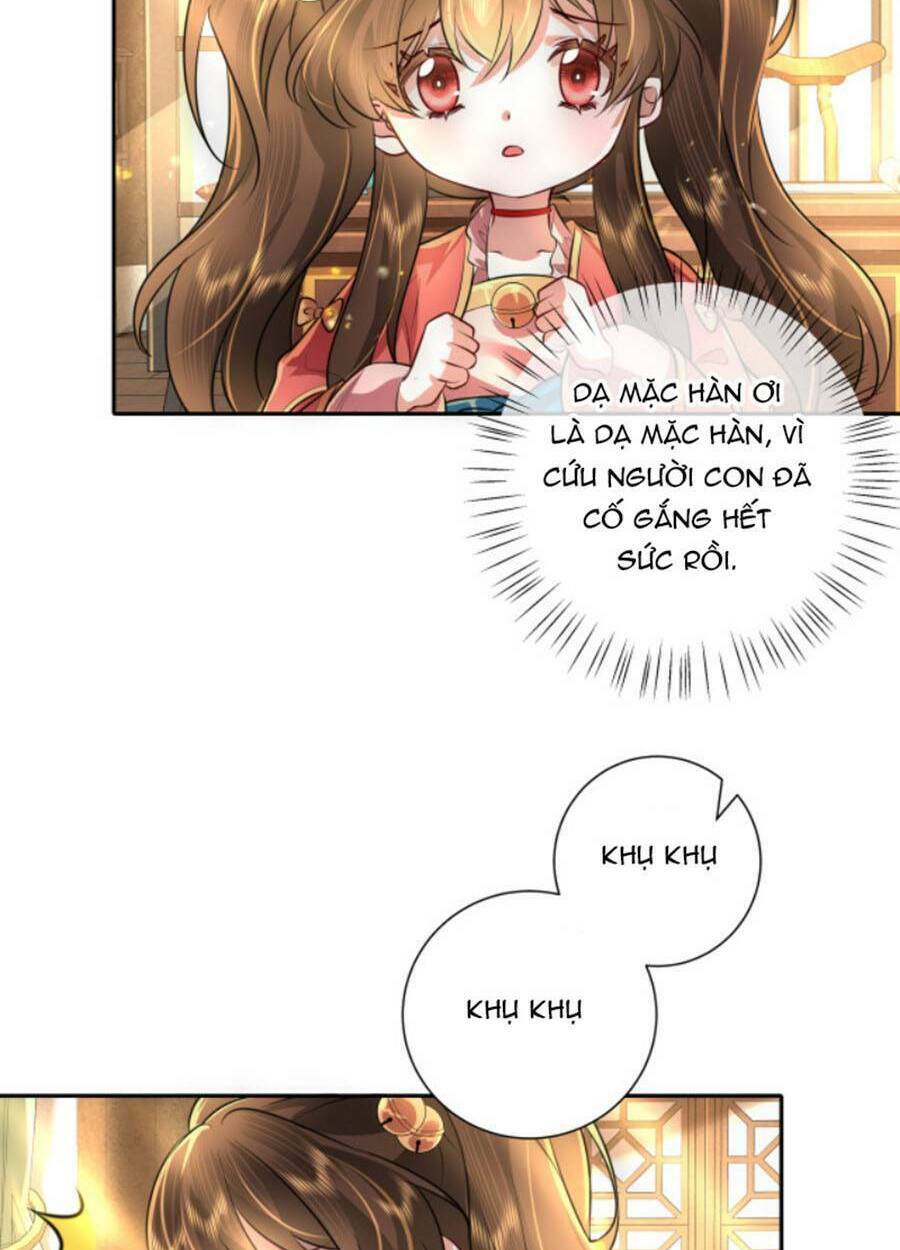 DẠ MẶC HÀN ƠI
LÀ DẠ MẶC HÀN, VÌ
CỨU NGƯỜI CON ĐÃ
CỐ GẮNG HẾT
SỨC RỒI.
KHỤ KHỤ
KHỤ KHỤ